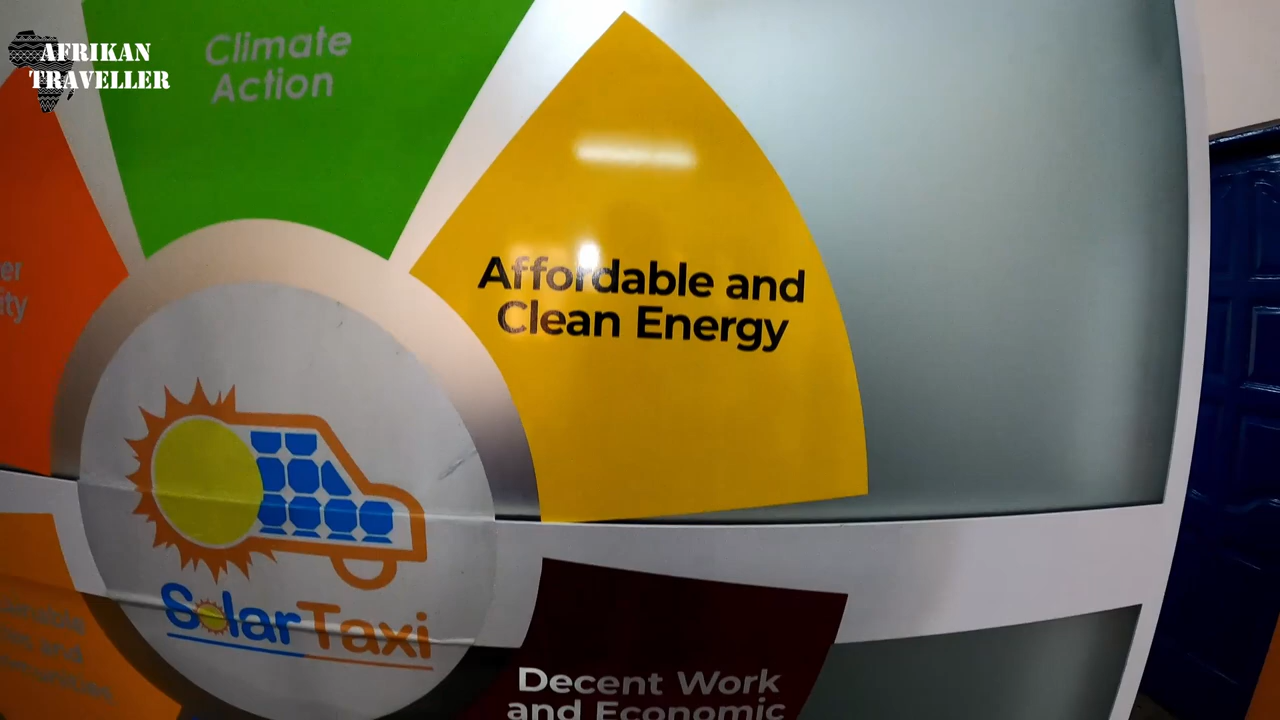 AFRIKAN
TRAVELLER
Climate
Action
Affordable and
Clean Energy
SolarTaxi
Decent Work
and Economic